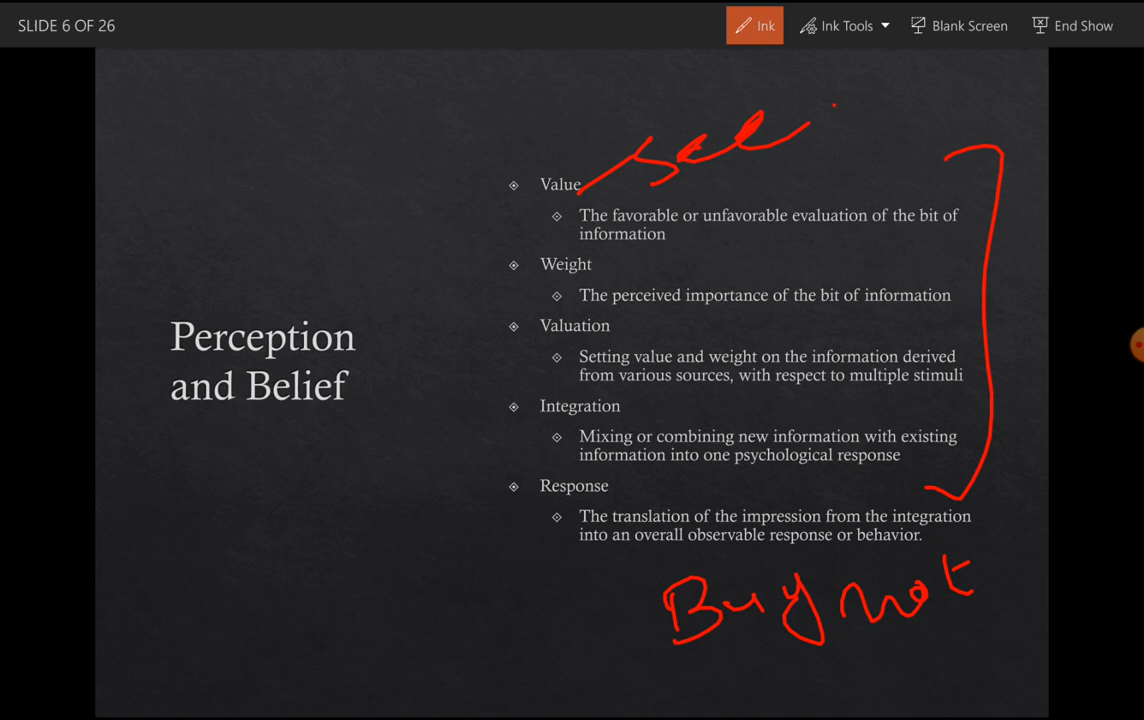 SLIDE 6 OF 26
Ink
Ink Tools
Blank Screen
End Show
Perception
and Belief
Value
The favorable or unfavorable evaluation of the bit of
information
Weight
The perceived importance of the bit of information
Valuation
Setting value and weight on the information derived
from various sources, with respect to multiple stimuli
Integration
Mixing or combining new information with existing
information into one psychological response
Response
The translation of the impression from the integration
into an overall observable response or behavior.
Buy not